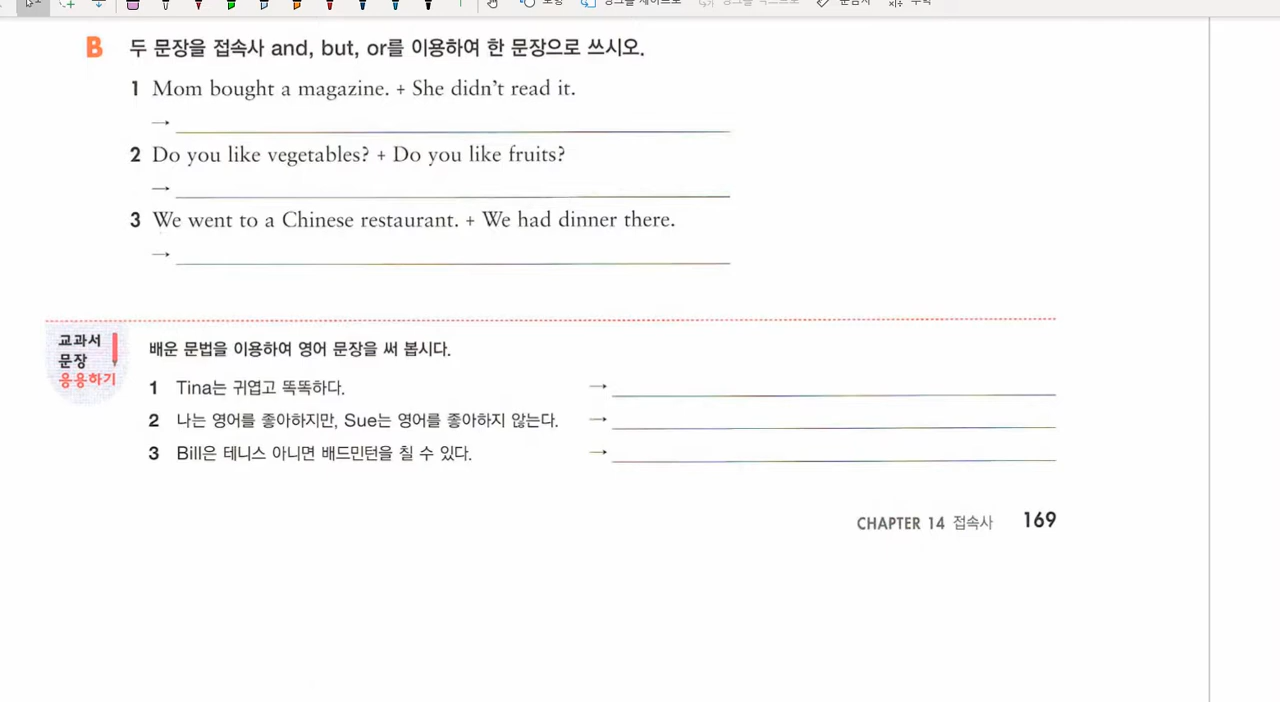 B 두 문장을 접속사 and, but, or를 이용하여 한 문장으로 쓰시오.
1 Mom bought a magazine. + She didn't read it.
→
2 Do you like vegetables? + Do you like fruits?
→
3 We went to a Chinese restaurant. + We had dinner there.
→
교과서
문장
응용하기
배운 문법을 이용하여 영어 문장을 써 봅시다.
1 Tina는 귀엽고 똑똑하다. →
2 나는 영어를 좋아하지만, Sue는 영어를 좋아하지 않는다. →
3 Bill은 테니스 아니면 배드민턴을 칠 수 있다. →
CHAPTER 14 접속사 169